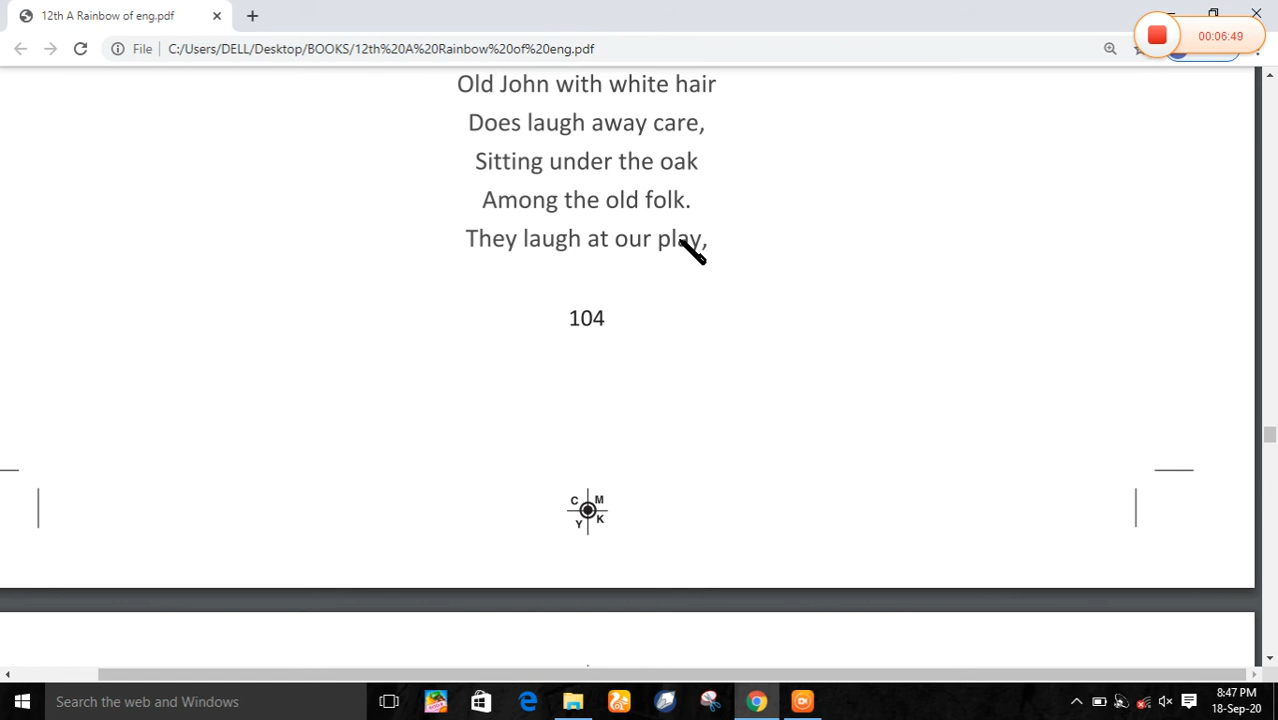 12th A Rainbow of eng.pdf
00:06:49
File C:/Users/DELL/Desktop/BOOKS/12th%20A%20Rainbow%20of%20eng.pdf
Old John with white hair
Does laugh away care,
Sitting under the oak
Among the old folk.
They laugh at our play,
104
C M
Y K
Search the web and Windows
8:47 PM
18-Sep-20